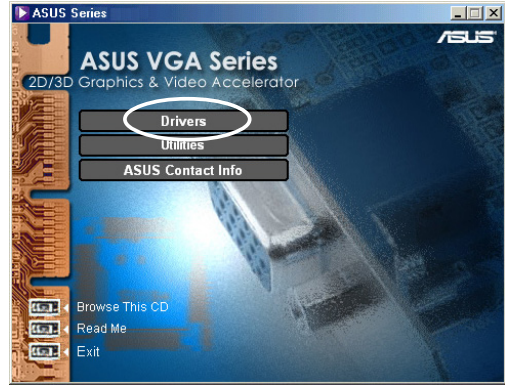 ASUS Series
ASUS
ASUS VGA Series
2D/3D Graphics & Video Accelerator
Drivers
Utilities
ASUS Contact Info
Browse This CD
Read Me
Exit